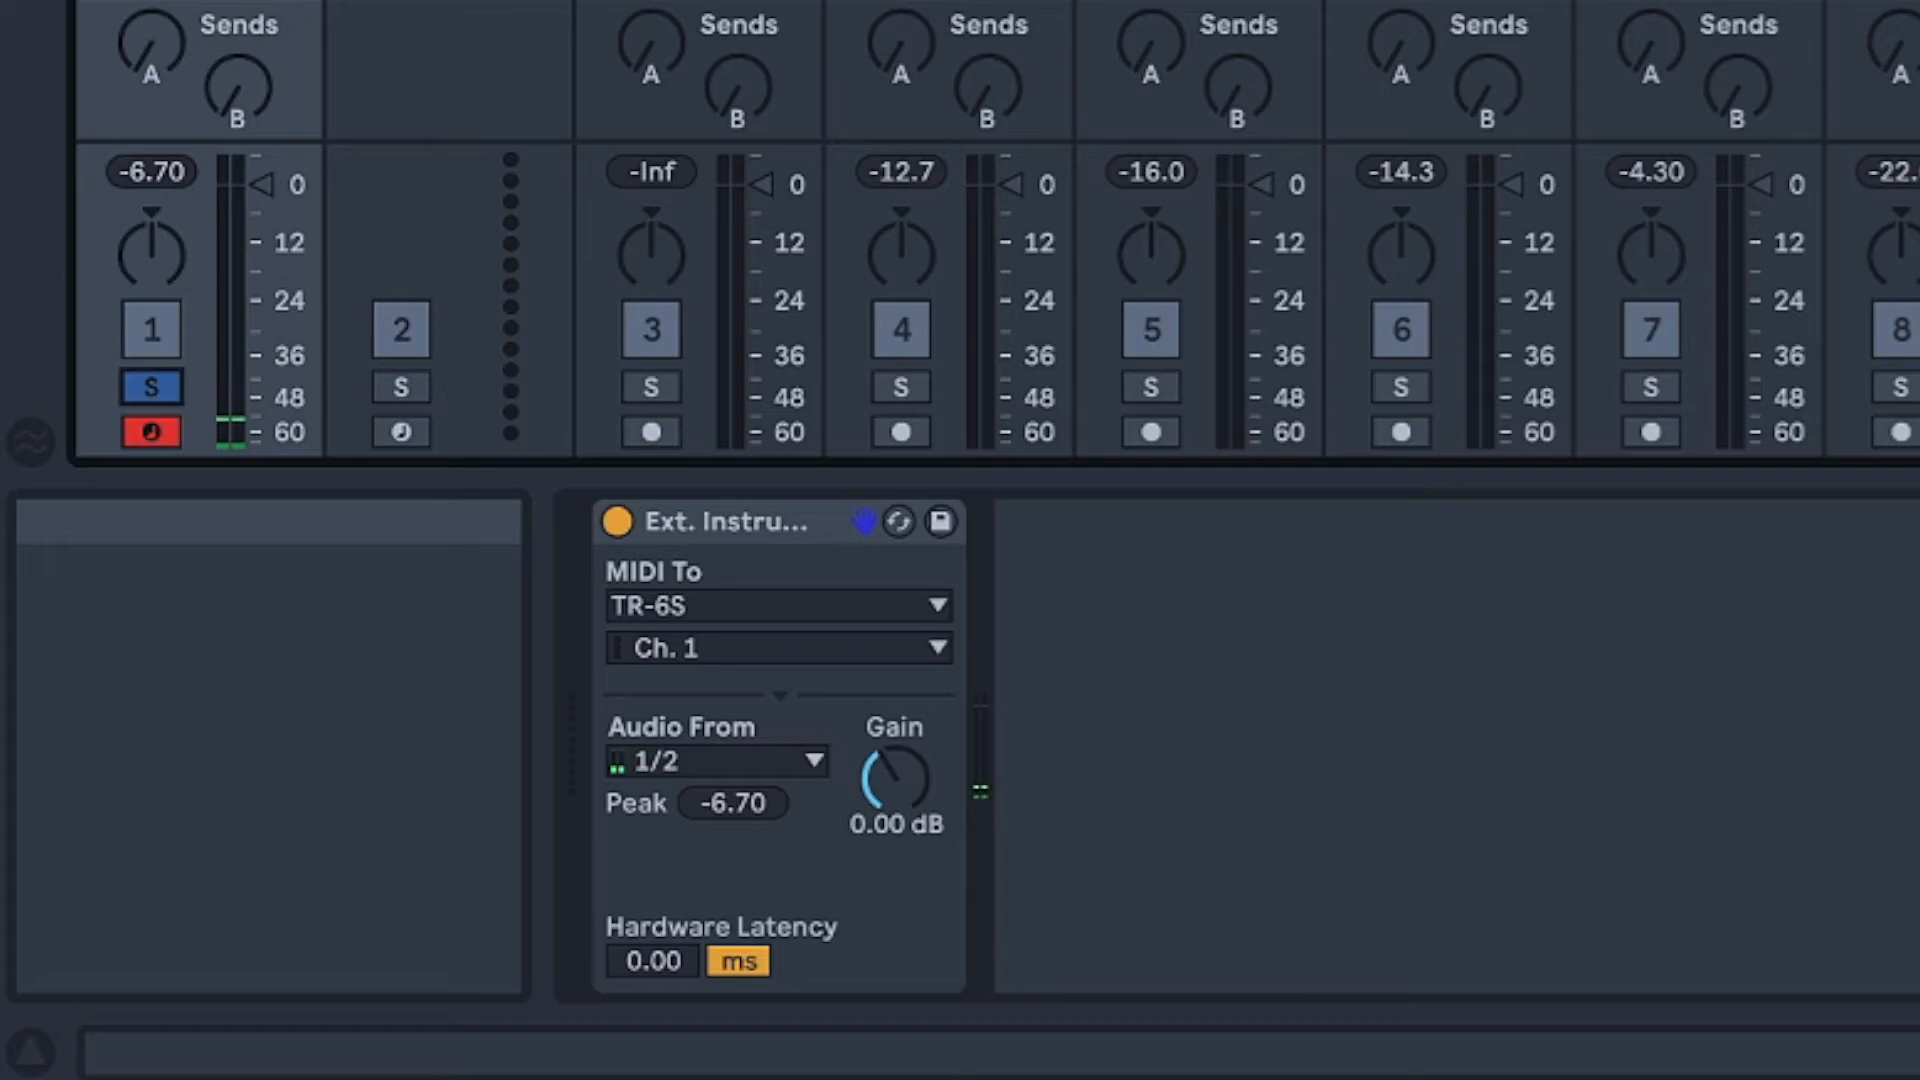 Sends Sends Sends Sends Sends Sends
A A A A A A A
B B B B B B
-6.70 0 -Inf 0 -12.7 0 -16.0 0 -14.3 0 -4.30 0
12 12 12 12 12 12
24 24 24 24 24 24
1 2 3 4 5 6 7 8
36 36 36 36 36 36
S S S S S S S S
48 48 48 48 48 48
60 60 60 60 60 60
Ext. Instru...
MIDI To
TR-6S
Ch. 1
Audio From Gain
1/2
Peak -6.70
0.00 dB
Hardware Latency
0.00 ms